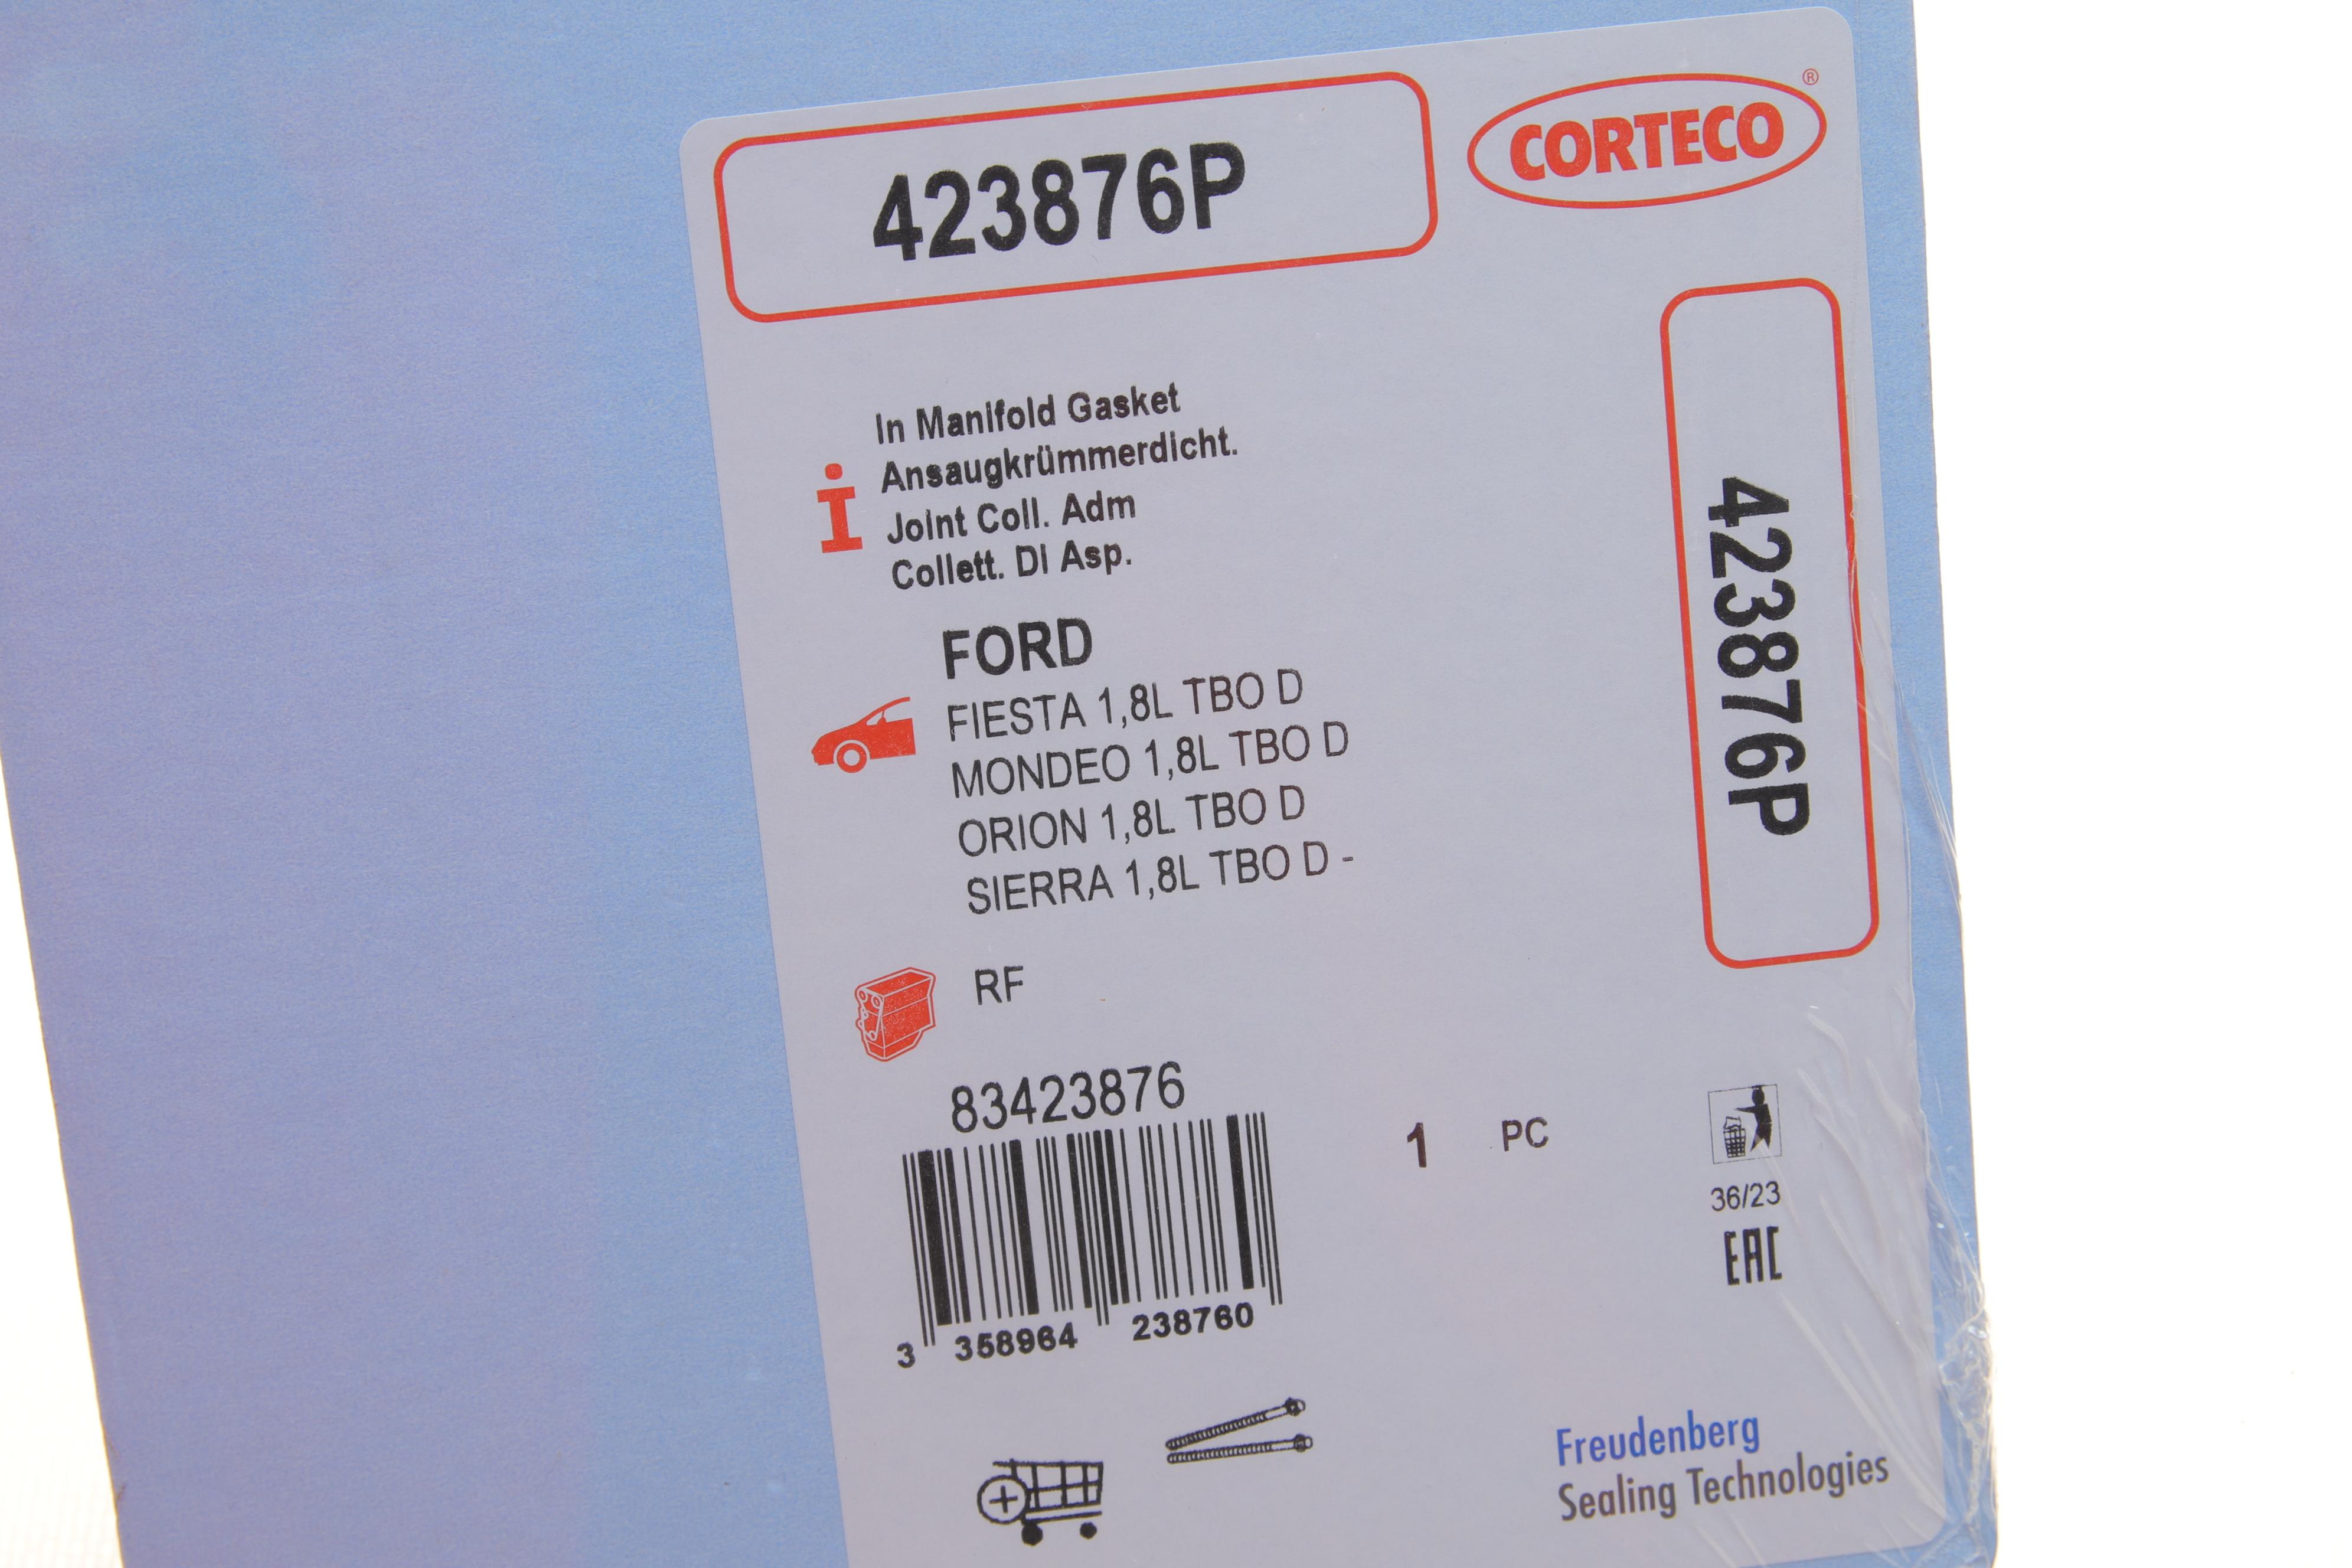 423876P
CORTECO®
In Manifold Gasket
Ansaugkrümmerdicht.
Joint Coll. Adm
Collett. Di Asp.
423876P
FORD
FIESTA 1,8L TBO D
MONDEO 1,8L TBO D
ORION 1,8L TBO D
SIERRA 1,8L TBO D -
RF
83423876
1 PC
36/23
EAC
3 358964 238760
Freudenberg
Sealing Technologies